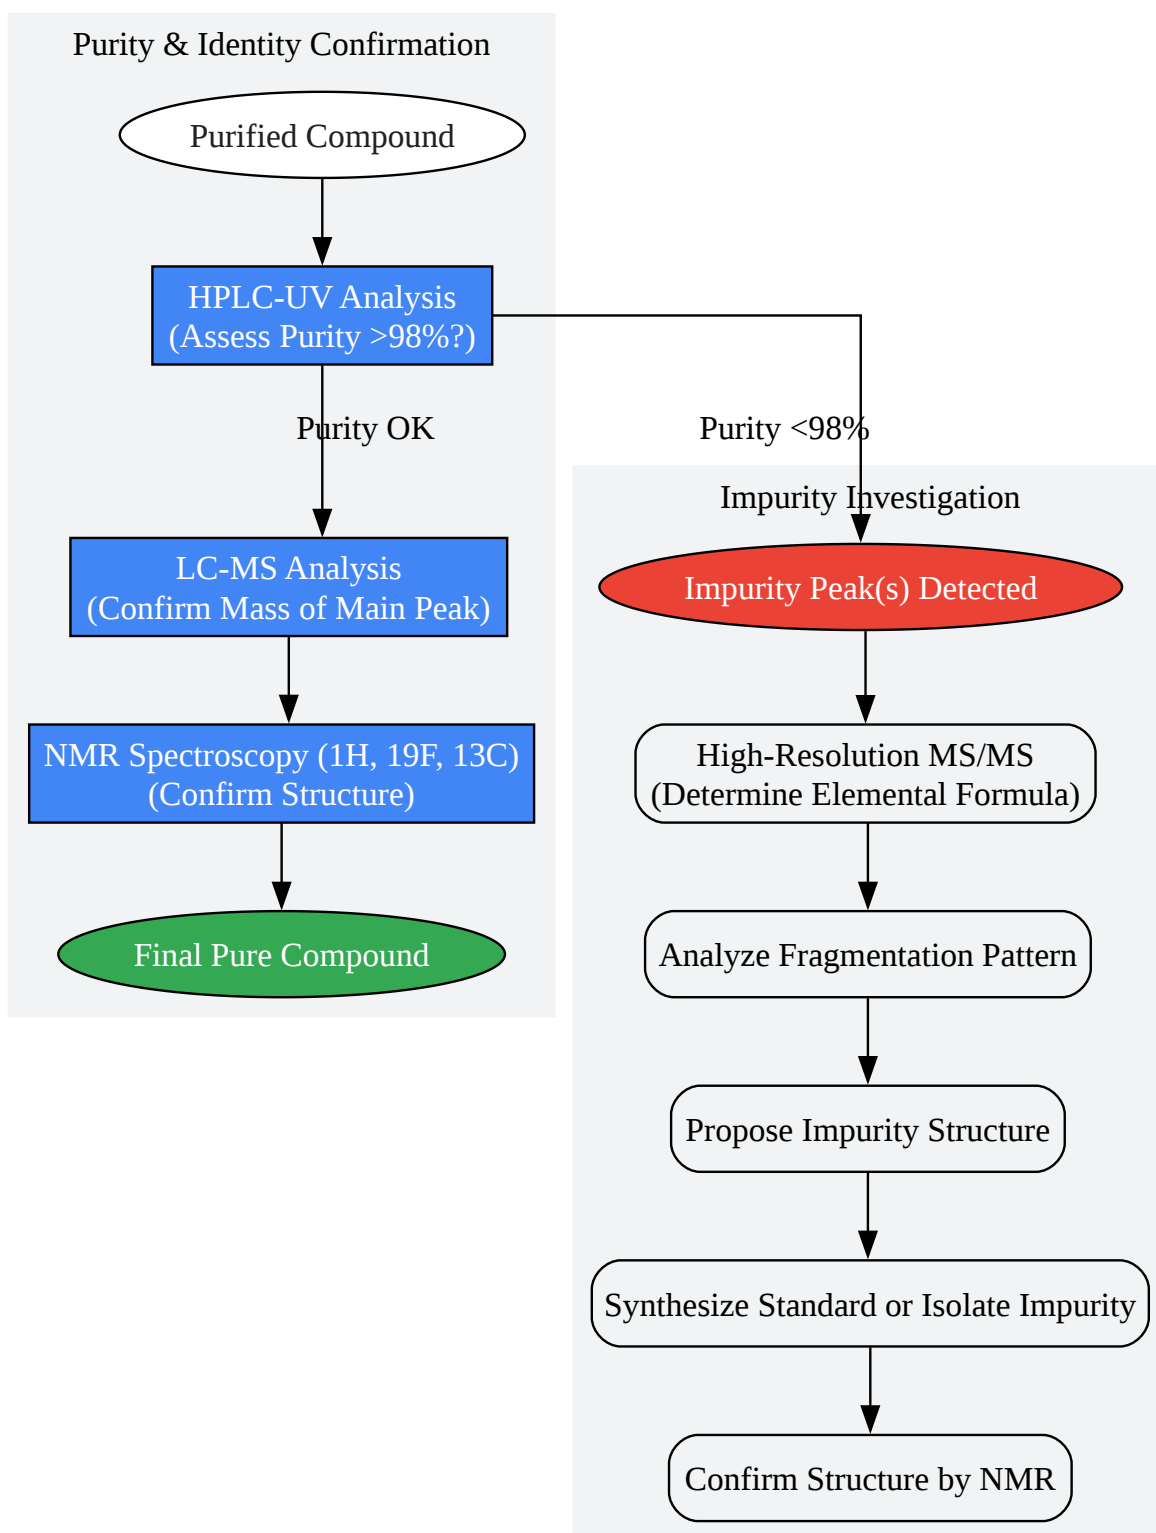 Purity & Identity Confirmation
Purified Compound
HPLC-UV Analysis
(Assess Purity >98%?)
Purity OK
Purity <98%
Impurity Investigation
LC-MS Analysis
(Confirm Mass of Main Peak)
Impurity Peak(s) Detected
NMR Spectroscopy (1H, 19F, 13C)
(Confirm Structure)
High-Resolution MS/MS
(Determine Elemental Formula)
Final Pure Compound
Analyze Fragmentation Pattern
Propose Impurity Structure
Synthesize Standard or Isolate Impurity
Confirm Structure by NMR